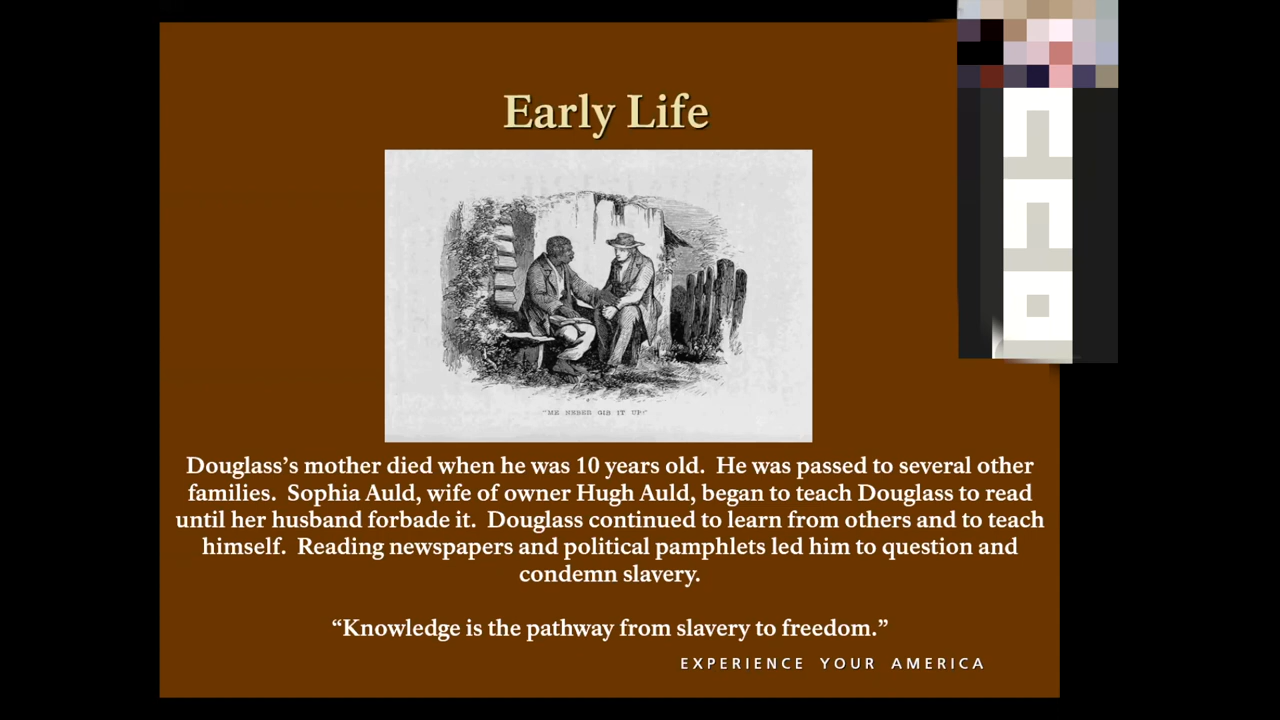 Early Life
"ME NEBER GIB IT UP!"
Douglass’s mother died when he was 10 years old.  He was passed to several other
families.  Sophia Auld, wife of owner Hugh Auld, began to teach Douglass to read
until her husband forbade it.  Douglass continued to learn from others and to teach
himself.  Reading newspapers and political pamphlets led him to question and
condemn slavery.
“Knowledge is the pathway from slavery to freedom.”
EXPERIENCE YOUR AMERICA